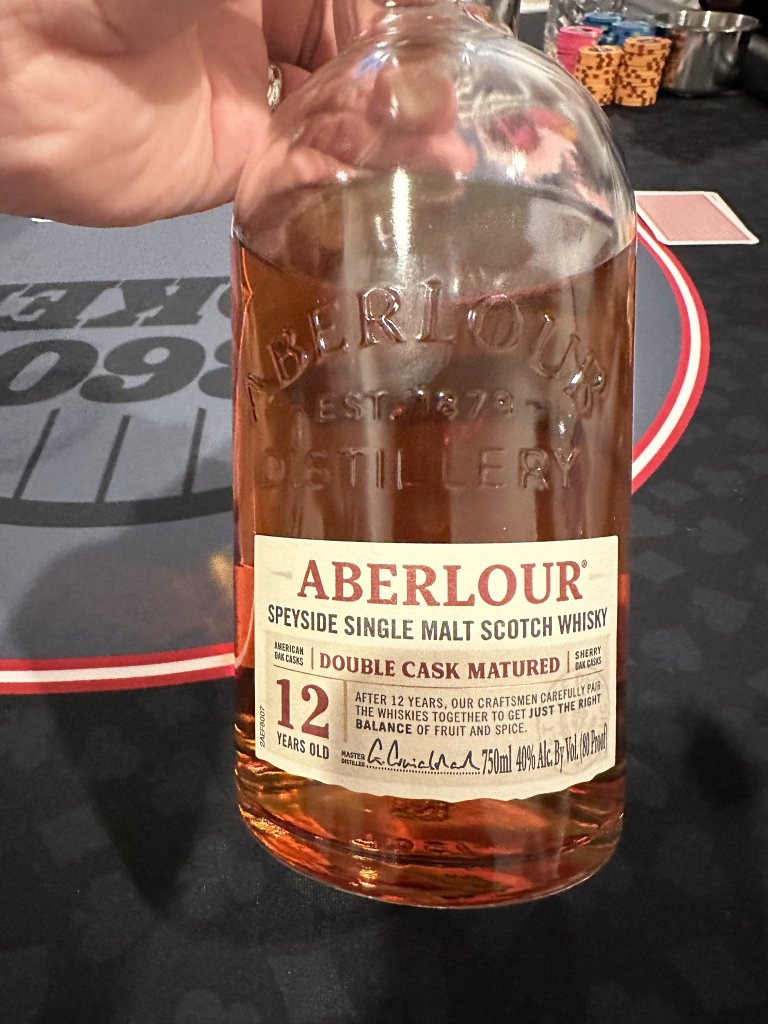 ABERLOUR
EST. 1879
DISTILLERY
ABERLOUR®
SPEYSIDE SINGLE MALT SCOTCH WHISKY
AMERICAN
OAK CASKS
DOUBLE CASK MATURED
SHERRY
OAK CASKS
12
YEARS OLD
AFTER 12 YEARS, OUR CRAFTSMEN CAREFULLY PAIR
THE WHISKIES TOGETHER TO GET JUST THE RIGHT
BALANCE OF FRUIT AND SPICE.
MASTER
DISTILLER
750ml 40% Alc. By Vol. (80 Proof)
2AEF8007